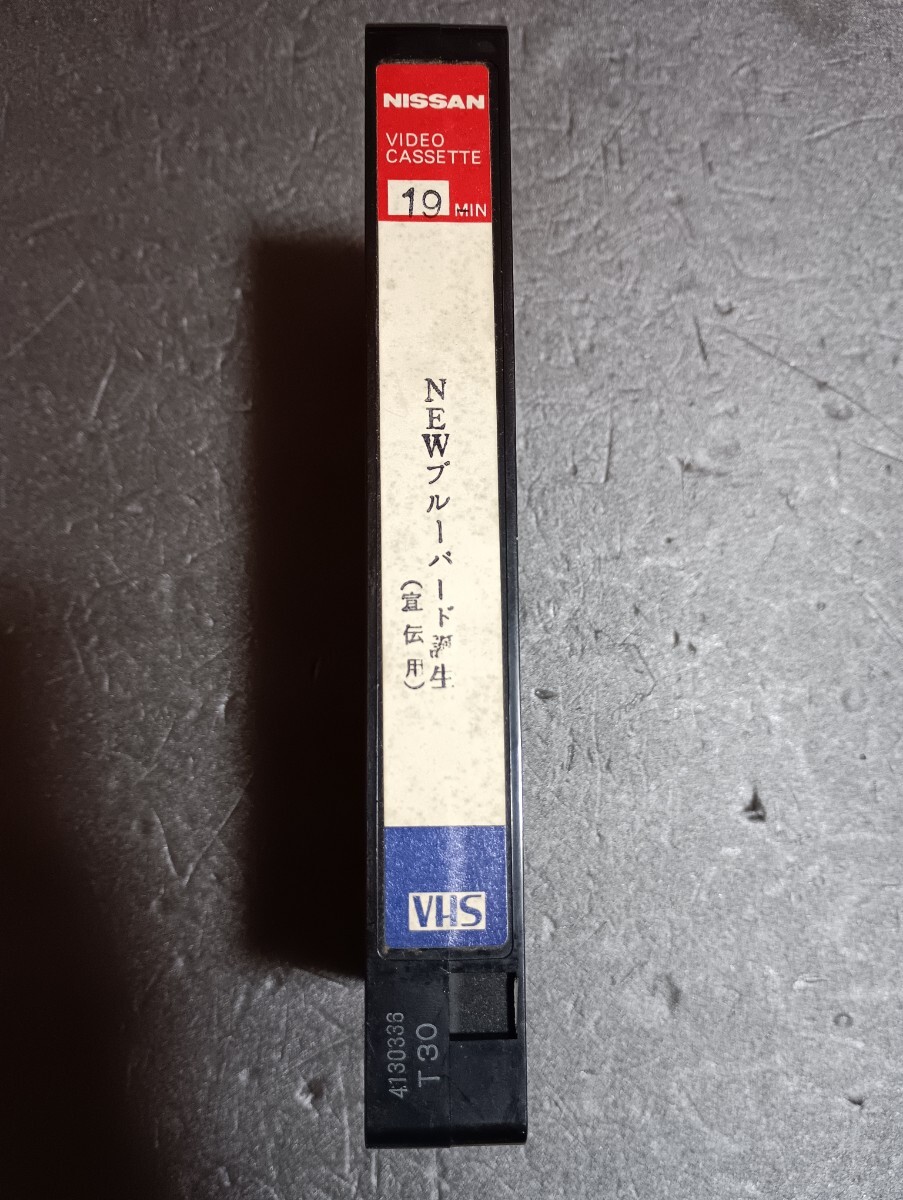 NISSAN
VIDEO
CASSETTE
19 MIN
NEWブルーバード誕生
(宣伝用)
VHS
4130336
T 30